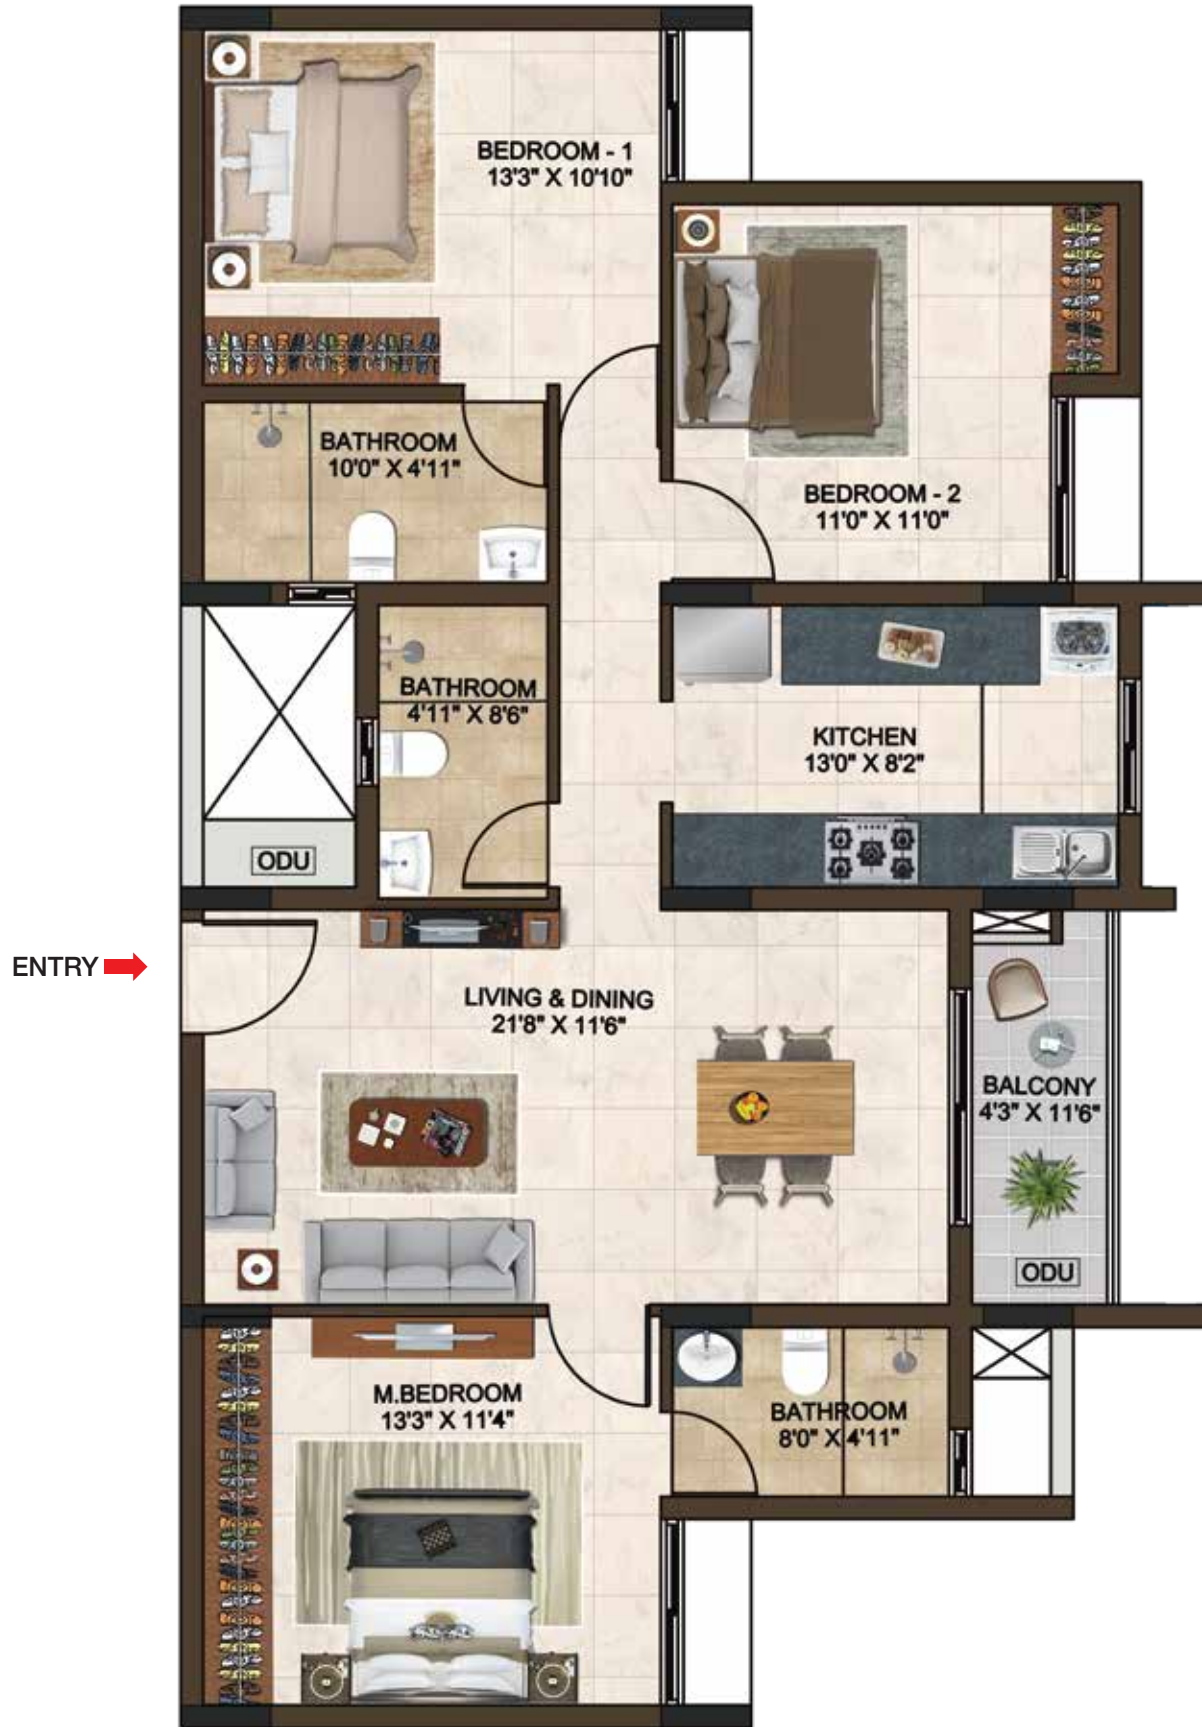 BEDROOM - 1
13'3" X 10'10"
BEDROOM - 2
11'0" X 11'0"
BATHROOM
10'0" X 4'11"
BATHROOM
4'11" X 8'6"
KITCHEN
13'0" X 8'2"
ODU
ENTRY
LIVING & DINING
21'8" X 11'6"
BALCONY
4'3" X 11'6"
ODU
M.BEDROOM
13'3" X 11'4"
BATHROOM
8'0" X 4'11"